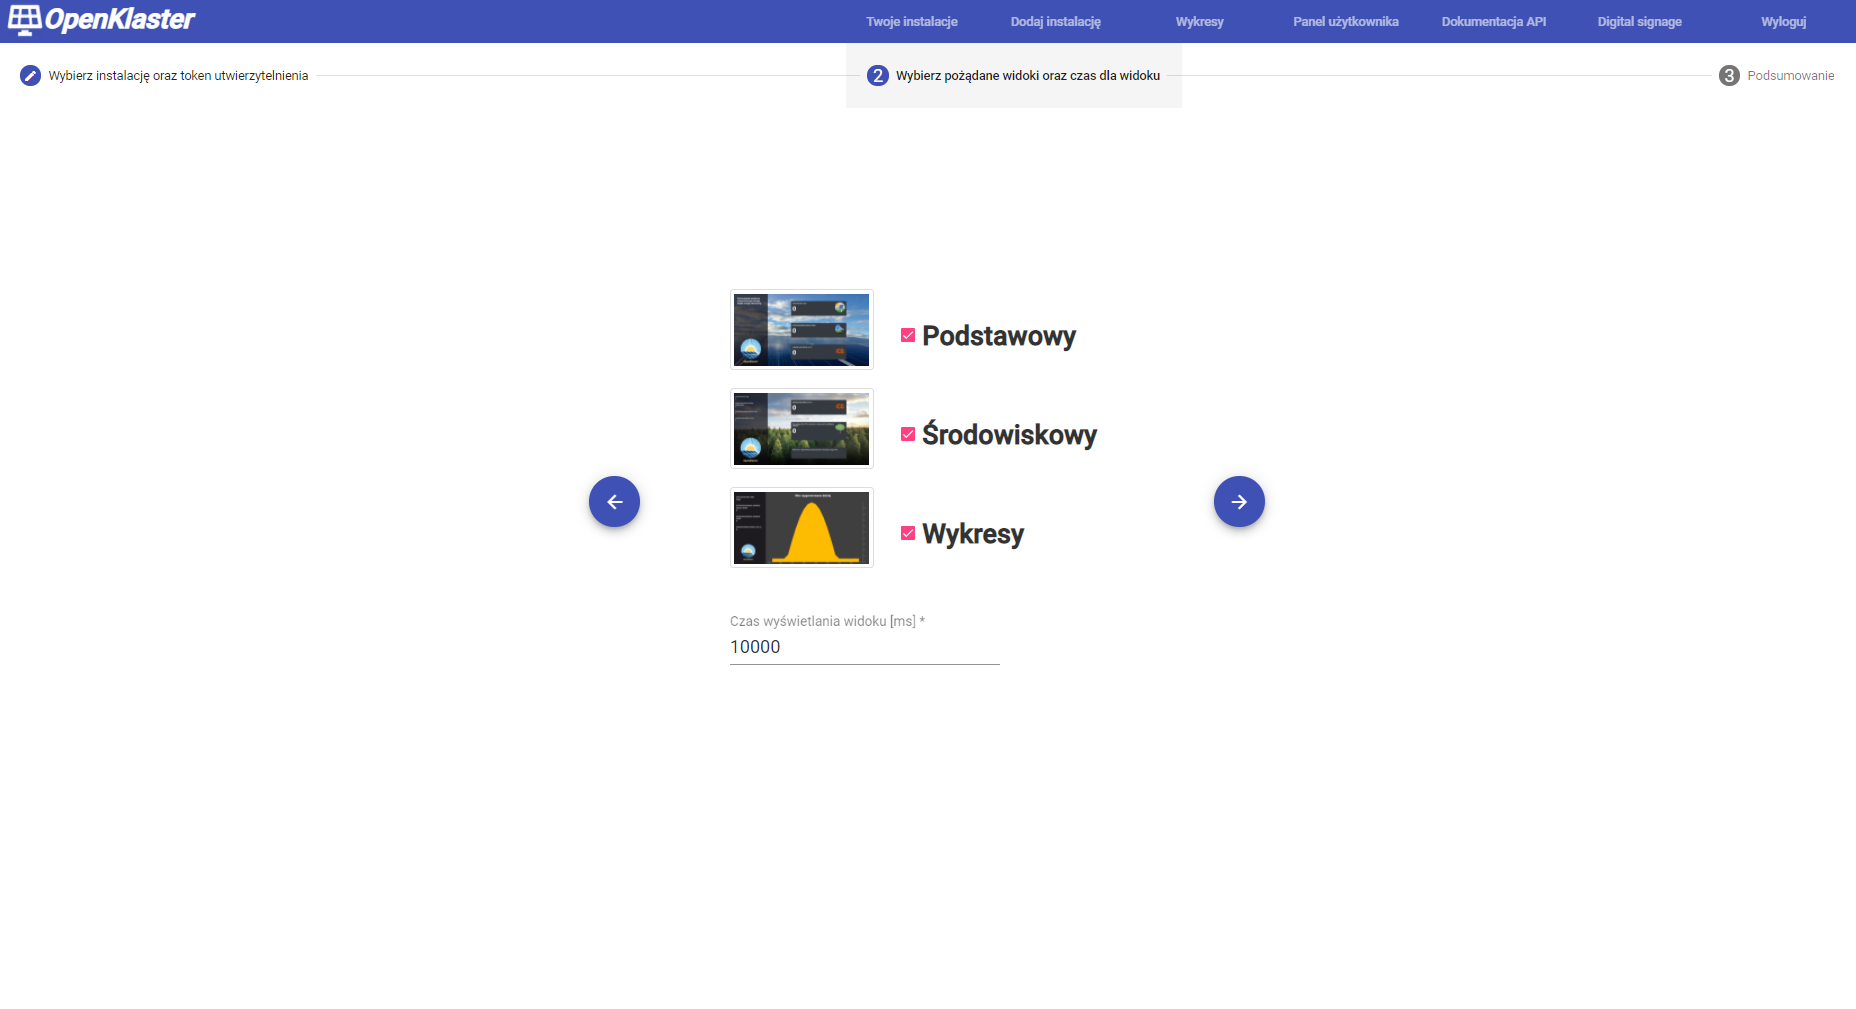 OpenKlaster
Twoje instalacje
Dodaj instalację
Wykresy
Panel użytkownika
Dokumentacja API
Digital signage
Wyloguj
Wybierz instalację oraz token utwierzytelnienia
2 Wybierz pożądane widoki oraz czas dla widoku
3 Podsumowanie
Podstawowy
Środowiskowy
Wykresy
Czas wyświetlania widoku [ms] *
10000